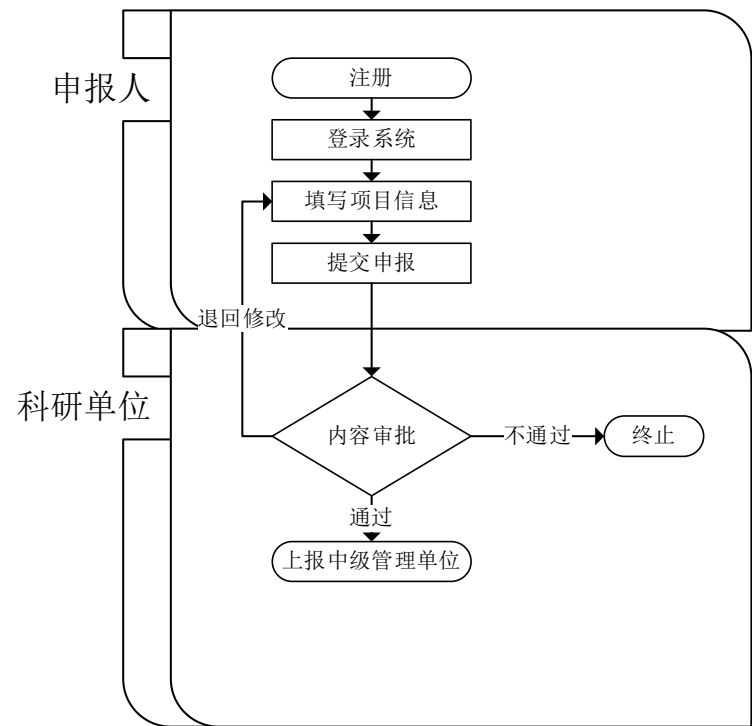 申报人
注册
登录系统
填写项目信息
提交申报
退回修改
科研单位
内容审批
不通过
终止
通过
上报中级管理单位